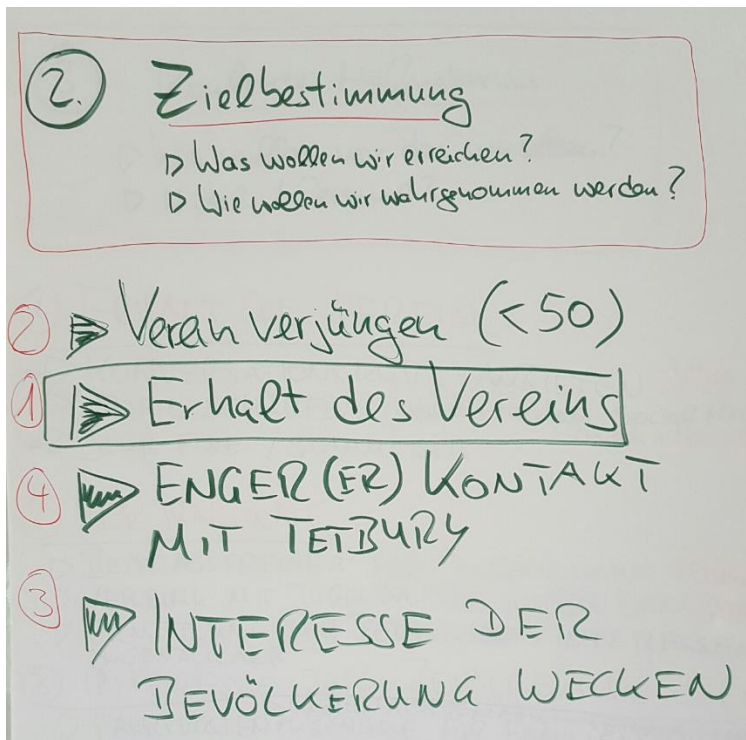 2. Zielbestimmung
▷ Was wollen wir erreichen?
▷ Wie wollen wir wahrgenommen werden?
2 ▷ Verein verjüngen (<50)
1 ▷ Erhalt des Vereins
4 ▷ ENGER(ER) KONTAKT
MIT TETBURY
3 ▷ INTERESSE DER
BEVÖLKERUNG WECKEN